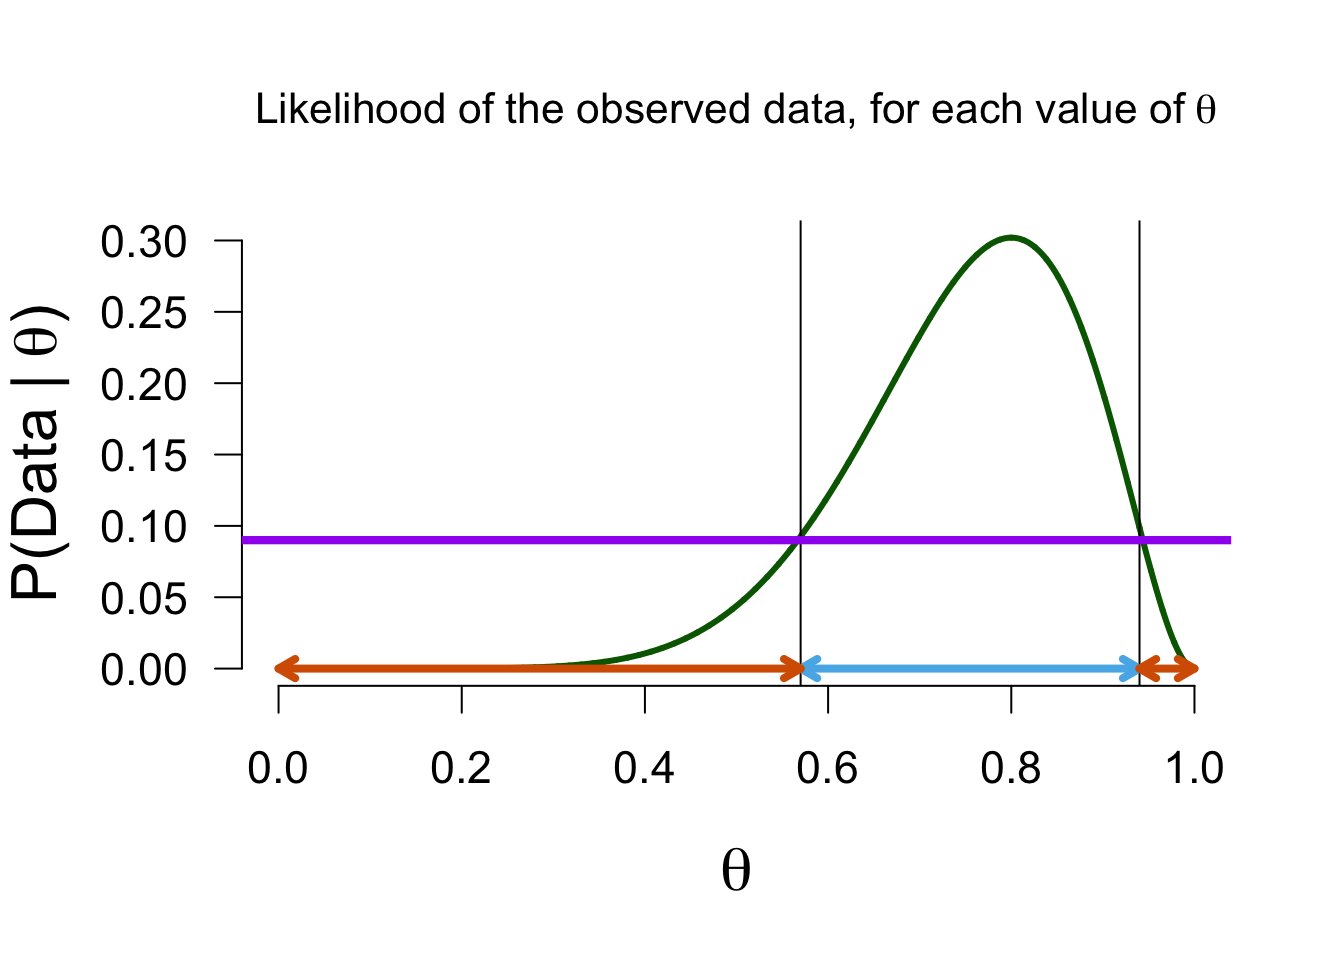 Likelihood of the observed data, for each value of θ
P(Data | θ)
0.30
0.25
0.20
0.15
0.10
0.05
0.00
0.0 0.2 0.4 0.6 0.8 1.0
θ